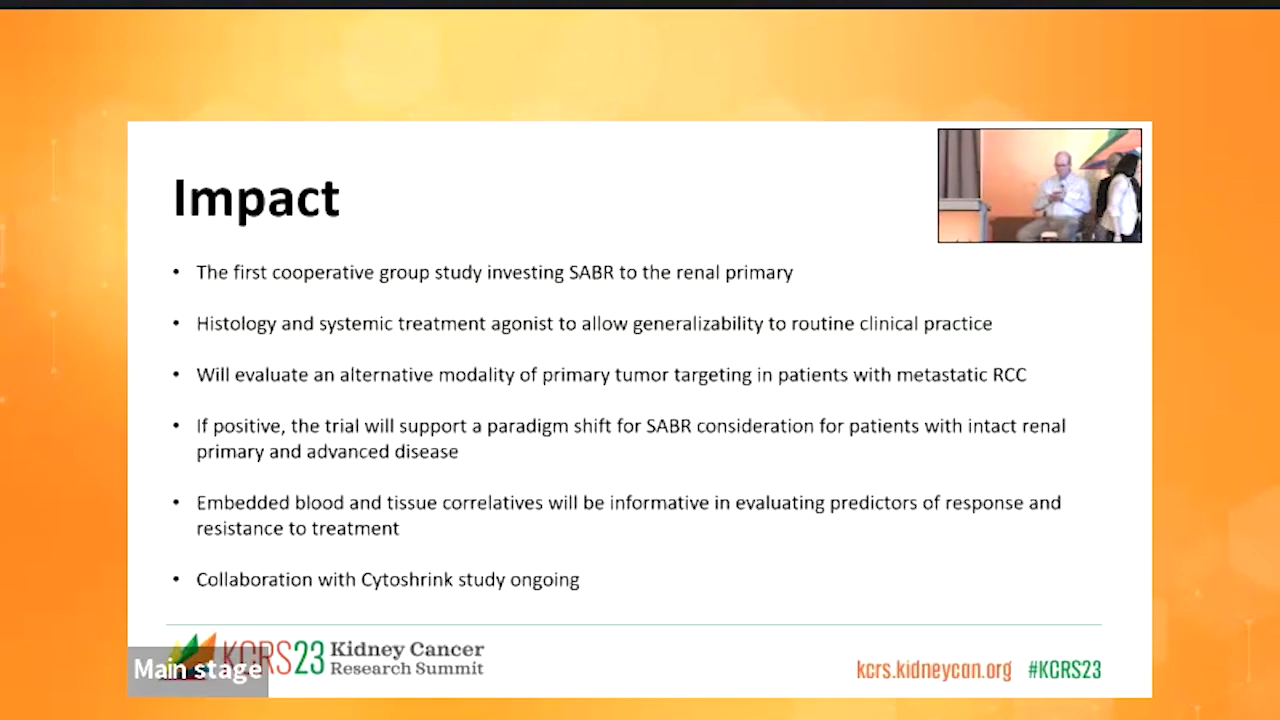 Impact
• The first cooperative group study investing SABR to the renal primary
• Histology and systemic treatment agonist to allow generalizability to routine clinical practice
• Will evaluate an alternative modality of primary tumor targeting in patients with metastatic RCC
• If positive, the trial will support a paradigm shift for SABR consideration for patients with intact renal
primary and advanced disease
• Embedded blood and tissue correlatives will be informative in evaluating predictors of response and
resistance to treatment
• Collaboration with Cytoshrink study ongoing
KCRS23 Kidney Cancer
Research Summit
Main stage
kcrs.kidneycan.org #KCRS23